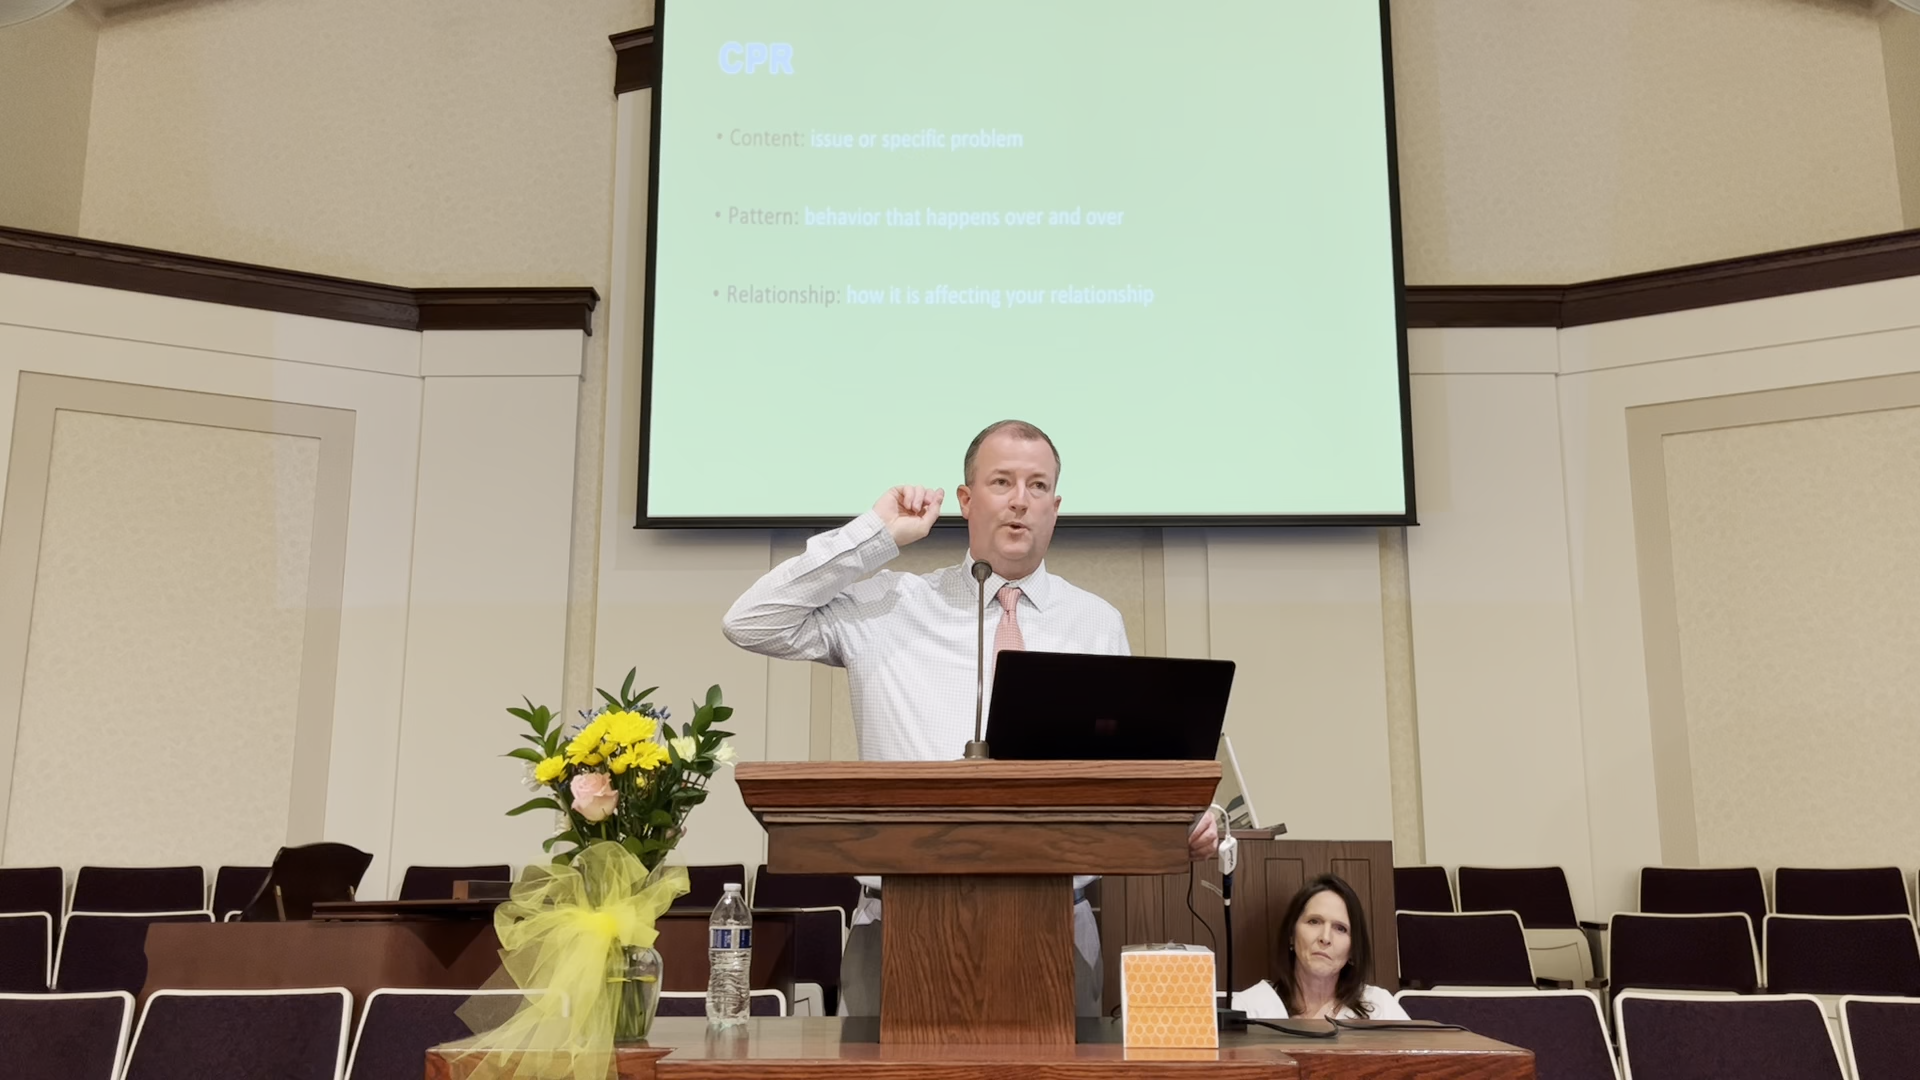 CPR
• Content: issue or specific problem
• Pattern: behavior that happens over and over
• Relationship: how it is affecting your relationship